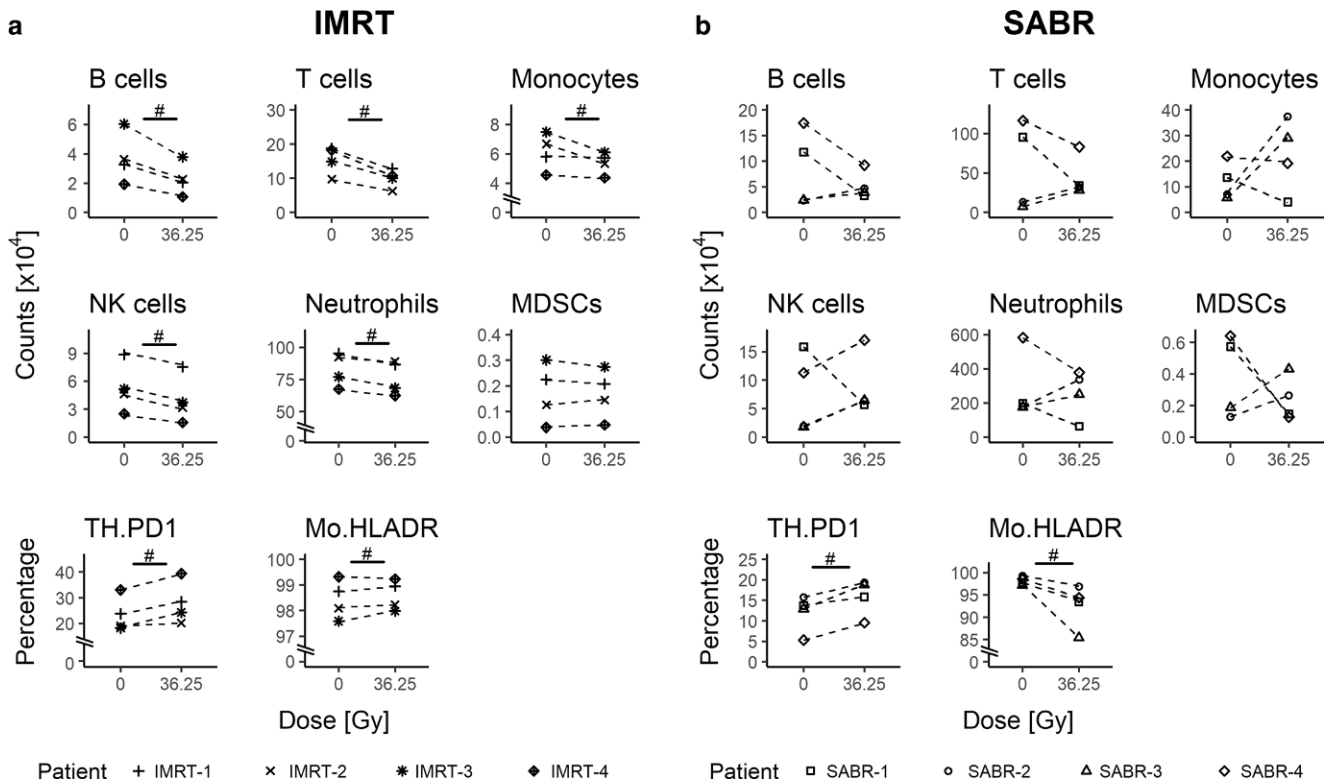 a IMRT b SABR
B cells T cells Monocytes B cells T cells Monocytes
# # #
6 4 2 0 30 20 10 0 8 6 4 0 20 15 10 5 0 100 50 0 40 30 20 10 0
0 36.25 0 36.25 0 36.25 0 36.25 0 36.25 0 36.25
Counts [x10⁴] Counts [x10⁴]
NK cells Neutrophils MDSCs NK cells Neutrophils MDSCs
# #
9 6 3 0 100 75 50 0 0.4 0.3 0.2 0.1 0.0 15 10 5 0 600 400 200 0 0.6 0.4 0.2 0.0
0 36.25 0 36.25 0 36.25 0 36.25 0 36.25 0 36.25
TH.PD1 Mo.HLADR TH.PD1 Mo.HLADR
# # # #
Percentage Percentage
40 30 20 0 100 99 98 97 0 25 20 15 10 5 0 100 95 90 85 0
0 36.25 0 36.25 0 36.25 0 36.25
Dose [Gy] Dose [Gy]
Patient IMRT-1 IMRT-2 IMRT-3 IMRT-4 Patient SABR-1 SABR-2 SABR-3 SABR-4